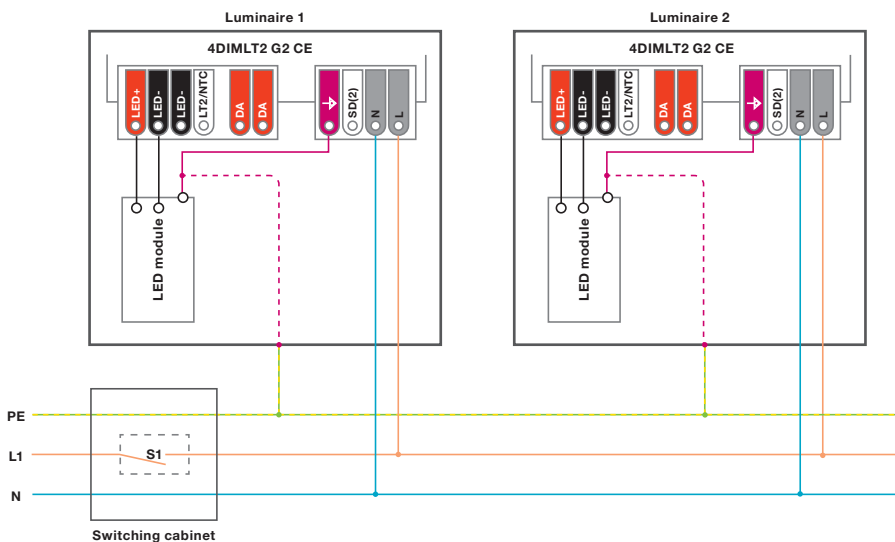 Luminaire 1
4DIMLT2 G2 CE
LED+
LED-
LED-
LT2/NTC
DA
DA
SD(2)
N
L
LED module
Luminaire 2
4DIMLT2 G2 CE
LED+
LED-
LED-
LT2/NTC
DA
DA
SD(2)
N
L
LED module
PE
L1
S1
N
Switching cabinet